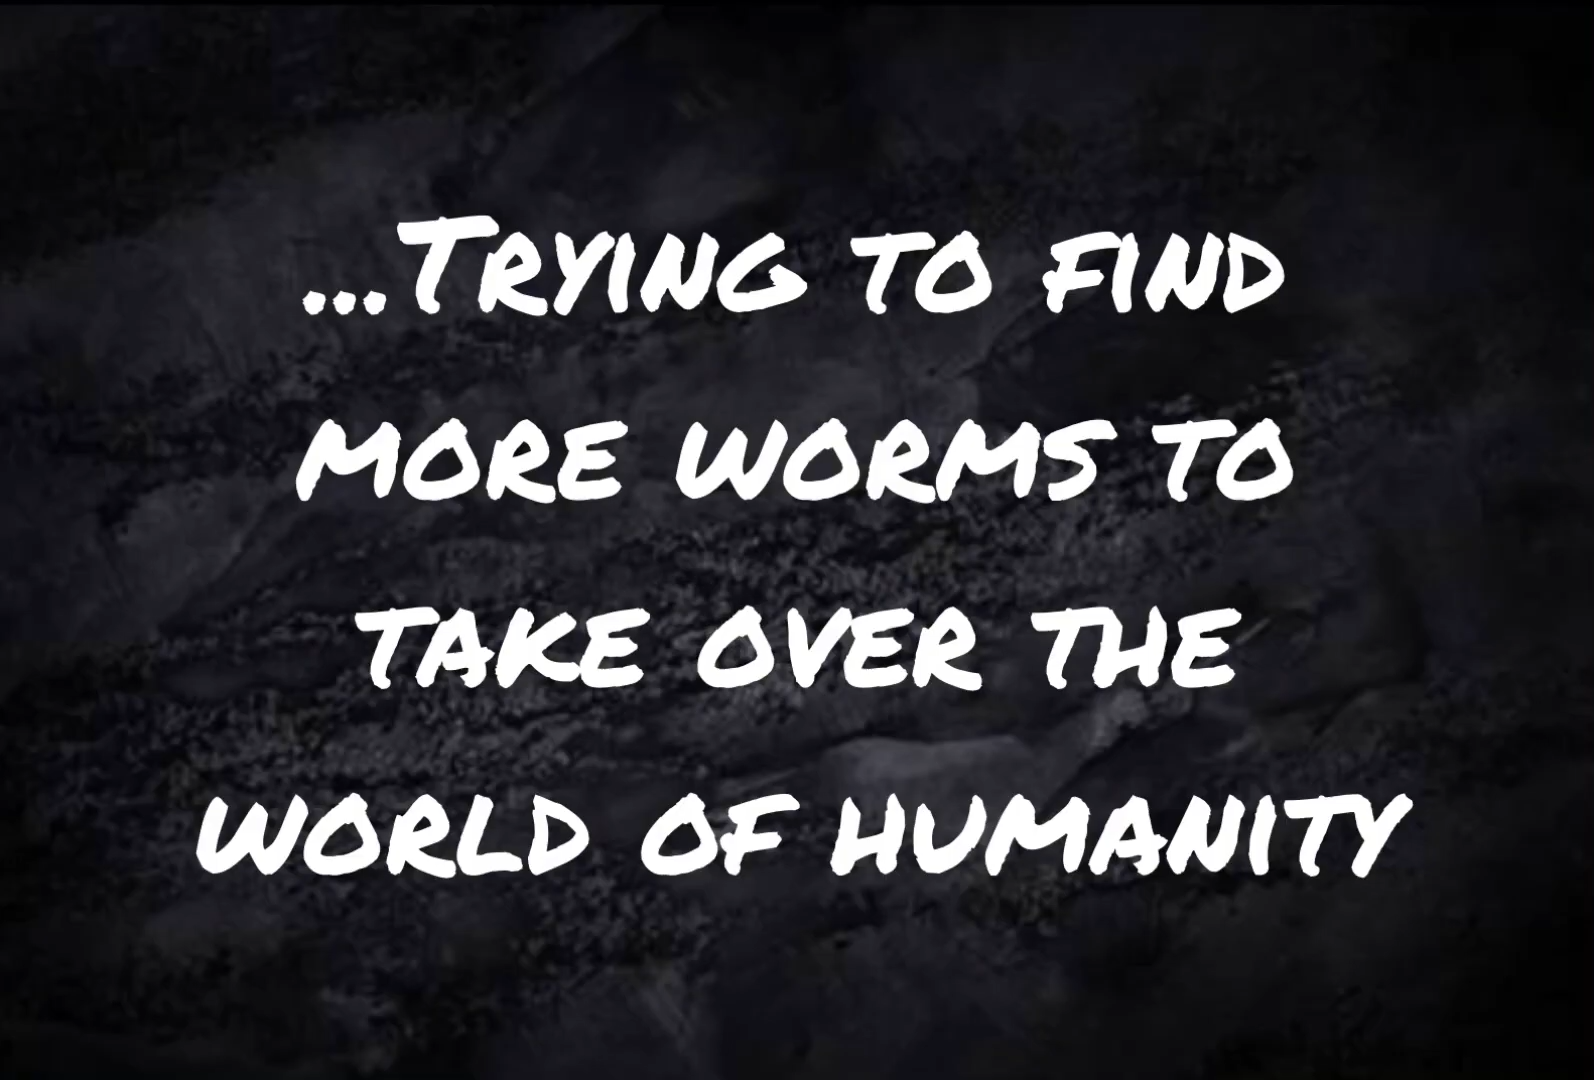 ...Trying to find
more worms to
take over the
world of humanity